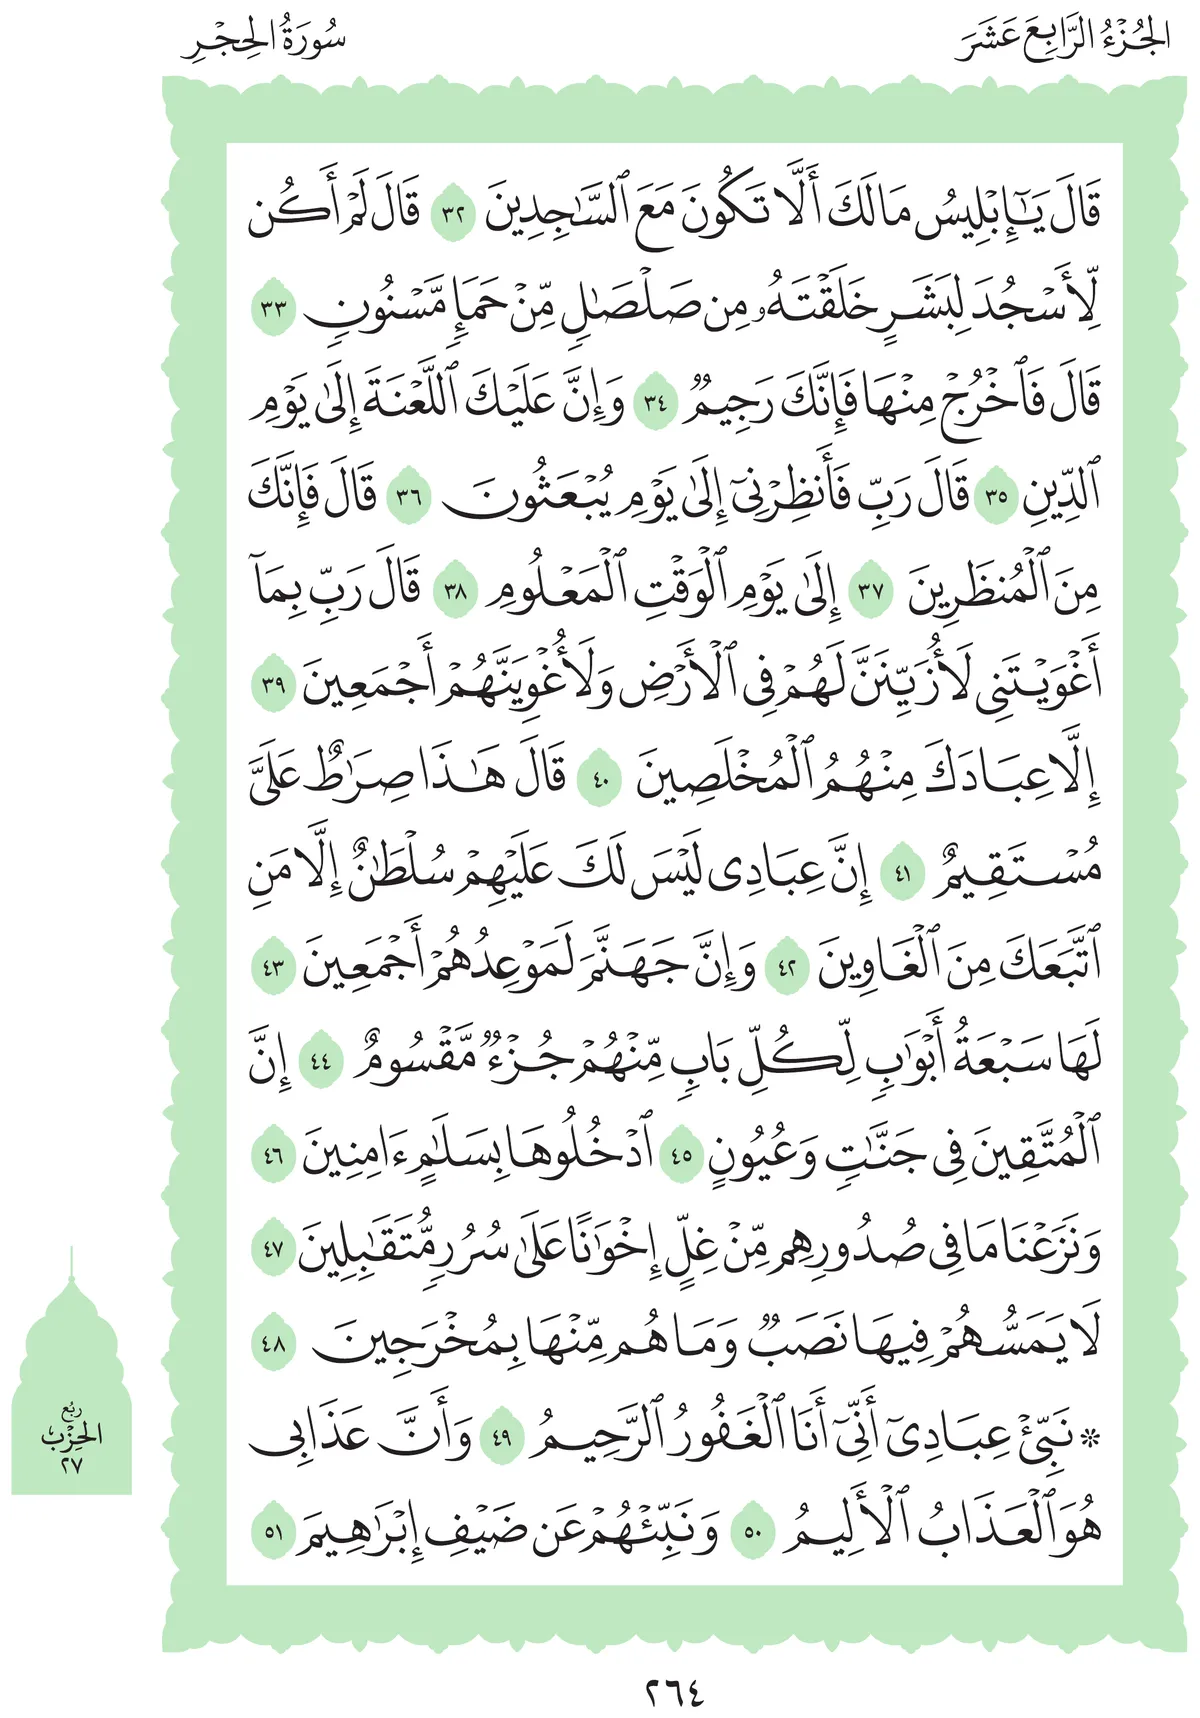 الجُزْءُ الرَّابِعَ عَشَرَ
سُورَةُ الحِجْرِ
قَالَ يَـٰٓإِبْلِيسُ مَا لَكَ أَلَّا تَكُونَ مَعَ ٱلسَّـٰجِدِينَ ٣٢ قَالَ لَمْ أَكُن
لِّأَسْجُدَ لِبَشَرٍ خَلَقْتَهُۥ مِن صَلْصَـٰلٍ مِّنْ حَمَإٍ مَّسْنُونٍ ٣٣
قَالَ فَٱخْرُجْ مِنْهَا فَإِنَّكَ رَجِيمٌ ٣٤ وَإِنَّ عَلَيْكَ ٱللَّعْنَةَ إِلَىٰ يَوْمِ
ٱلدِّينِ ٣٥ قَالَ رَبِّ فَأَنظِرْنِىٓ إِلَىٰ يَوْمِ يُبْعَثُونَ ٣٦ قَالَ فَإِنَّكَ
مِنَ ٱلْمُنظَرِينَ ٣٧ إِلَىٰ يَوْمِ ٱلْوَقْتِ ٱلْمَعْلُومِ ٣٨ قَالَ رَبِّ بِمَآ
أَغْوَيْتَنِى لَأُزَيِّنَنَّ لَهُمْ فِى ٱلْأَرْضِ وَلَأُغْوِيَنَّهُمْ أَجْمَعِينَ ٣٩
إِلَّا عِبَادَكَ مِنْهُمُ ٱلْمُخْلَصِينَ ٤٠ قَالَ هَـٰذَا صِرَٰطٌ عَلَىَّ
مُسْتَقِيمٌ ٤١ إِنَّ عِبَادِى لَيْسَ لَكَ عَلَيْهِمْ سُلْطَـٰنٌ إِلَّا مَنِ
ٱتَّبَعَكَ مِنَ ٱلْغَاوِينَ ٤٢ وَإِنَّ جَهَنَّمَ لَمَوْعِدُهُمْ أَجْمَعِينَ ٤٣
لَهَا سَبْعَةُ أَبْوَٰبٍ لِّكُلِّ بَابٍ مِّنْهُمْ جُزْءٌ مَّقْسُومٌ ٤٤ إِنَّ
ٱلْمُتَّقِينَ فِى جَنَّـٰتٍ وَعُيُونٍ ٤٥ ٱدْخُلُوهَا بِسَلَـٰمٍ ءَامِنِينَ ٤٦
وَنَزَعْنَا مَا فِى صُدُورِهِم مِّنْ غِلٍّ إِخْوَٰنًا عَلَىٰ سُرُرٍ مُّتَقَـٰبِلِينَ ٤٧
لَا يَمَسُّهُمْ فِيهَا نَصَبٌ وَمَا هُم مِّنْهَا بِمُخْرَجِينَ ٤٨
۞ نَبِّئْ عِبَادِىٓ أَنِّىٓ أَنَا ٱلْغَفُورُ ٱلرَّحِيمُ ٤٩ وَأَنَّ عَذَابِى
هُوَ ٱلْعَذَابُ ٱلْأَلِيمُ ٥٠ وَنَبِّئْهُمْ عَن ضَيْفِ إِبْرَٰهِيمَ ٥١
رُبْع
الحِزْبِ
٢٧
٢٦٤